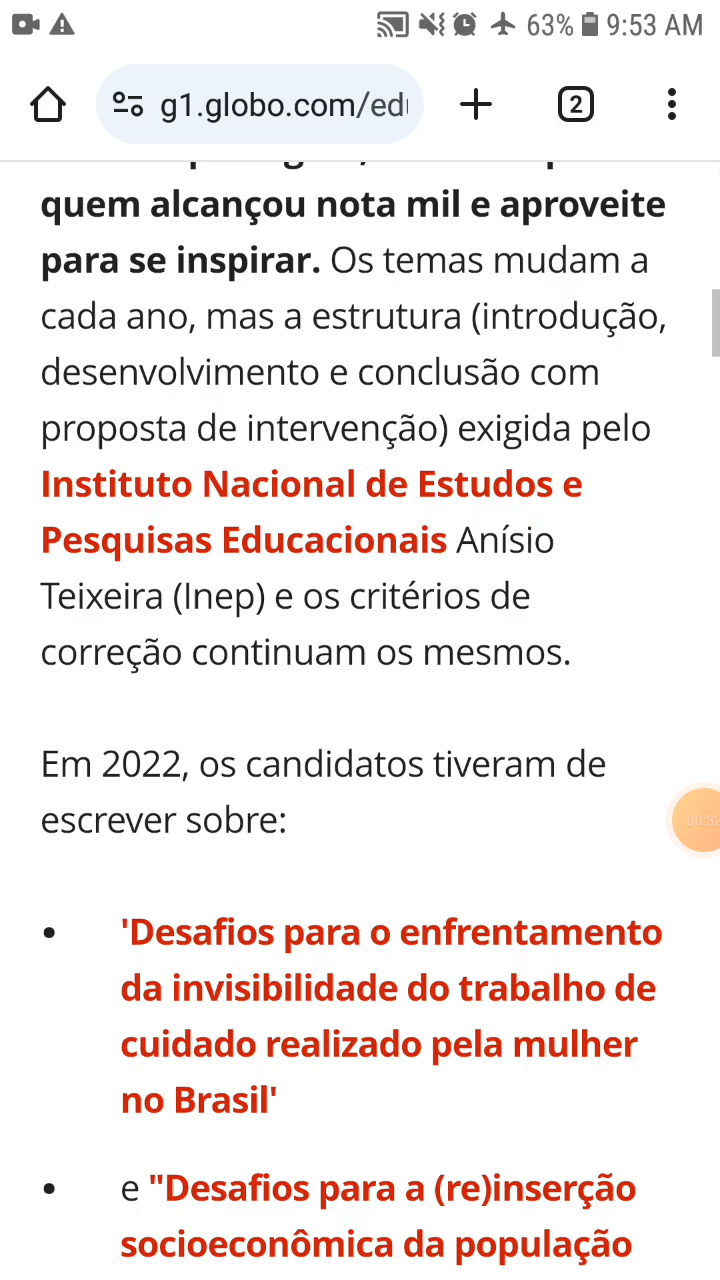 63% 9:53 AM
g1.globo.com/edu
2
quem alcançou nota mil e aproveite
para se inspirar. Os temas mudam a
cada ano, mas a estrutura (introdução,
desenvolvimento e conclusão com
proposta de intervenção) exigida pelo
Instituto Nacional de Estudos e
Pesquisas Educacionais Anísio
Teixeira (Inep) e os critérios de
correção continuam os mesmos.
Em 2022, os candidatos tiveram de
escrever sobre:
00:32
• 'Desafios para o enfrentamento
da invisibilidade do trabalho de
cuidado realizado pela mulher
no Brasil'
• e "Desafios para a (re)inserção
socioeconômica da população